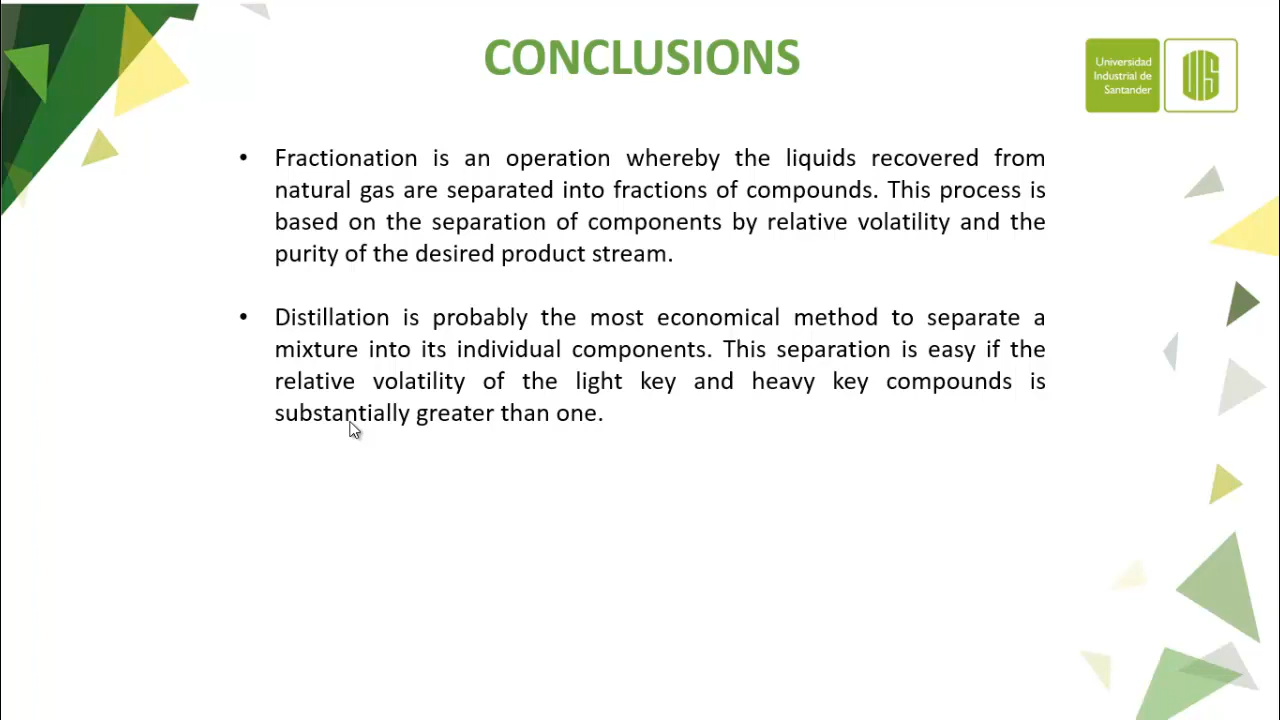 CONCLUSIONS
Universidad
Industrial de
Santander
UIS
• Fractionation is an operation whereby the liquids recovered from
natural gas are separated into fractions of compounds. This process is
based on the separation of components by relative volatility and the
purity of the desired product stream.
• Distillation is probably the most economical method to separate a
mixture into its individual components. This separation is easy if the
relative volatility of the light key and heavy key compounds is
substantially greater than one.